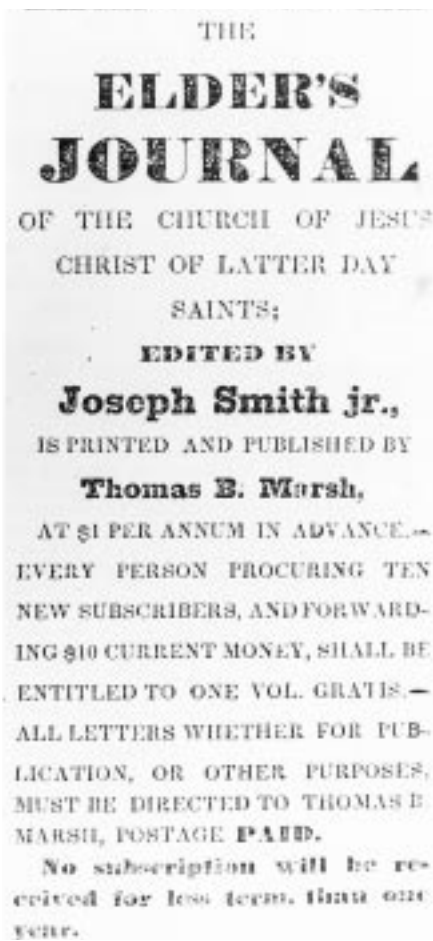 THE
ELDER'S
JOURNAL
OF THE CHURCH OF JESUS
CHRIST OF LATTER DAY
SAINTS;
EDITED BY
Joseph Smith jr.,
IS PRINTED AND PUBLISHED BY
Thomas B. Marsh,
AT $1 PER ANNUM IN ADVANCE.—
EVERY PERSON PROCURING TEN
NEW SUBSCRIBERS, AND FORWARD-
ING $10 CURRENT MONEY, SHALL BE
ENTITLED TO ONE VOL. GRATIS.—
ALL LETTERS WHETHER FOR PUB-
LICATION, OR OTHER PURPOSES,
MUST BE DIRECTED TO THOMAS B.
MARSH, POSTAGE PAID.
No subscription will be re-
ceived for less term, than one
year.